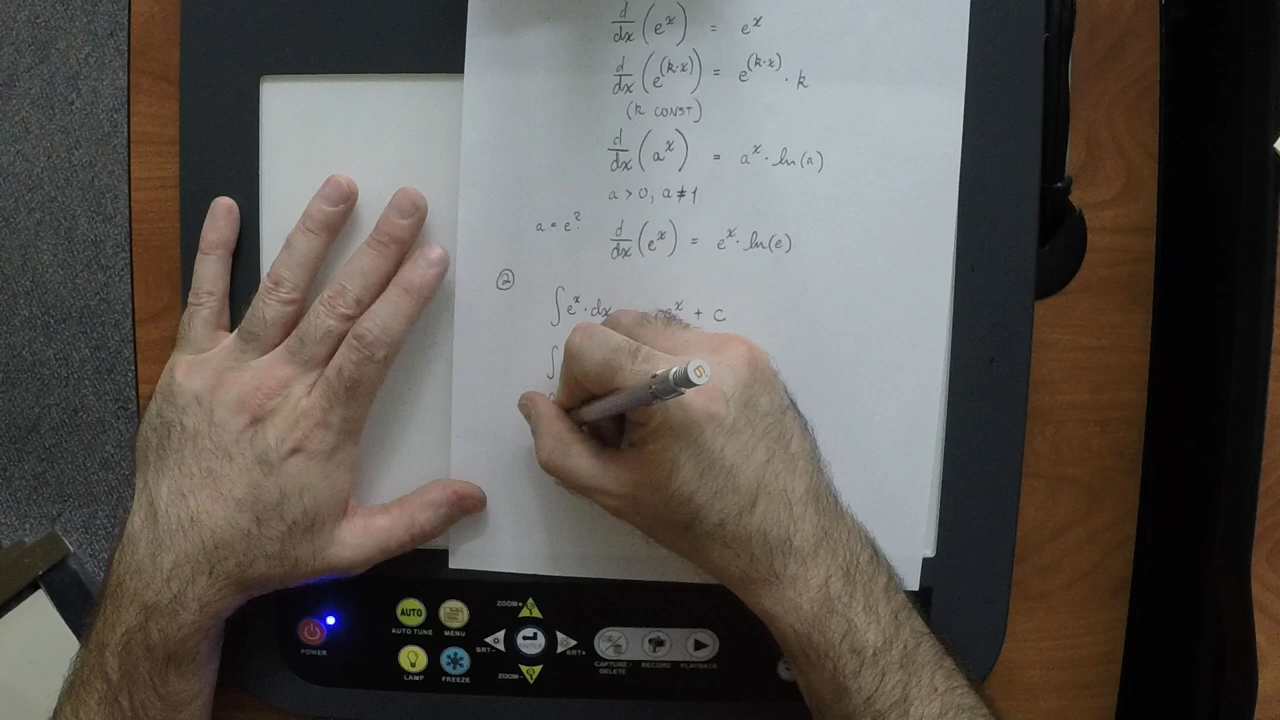 d/dx (e^x) = e^x
d/dx (e^(k·x)) = e^(k·x) · k
(k CONST)
d/dx (a^x) = a^x · ln(a)
a > 0, a ≠ 1
a = e? d/dx (e^x) = e^x · ln(e)
②
∫ e^x · dx e^x + C
∫
POWER
AUTO
AUTO TUNE
MENU
LAMP
FREEZE
ZOOM+
BRT-
BRT+
ZOOM-
CAPTURE / DELETE
RECORD
PLAYBACK